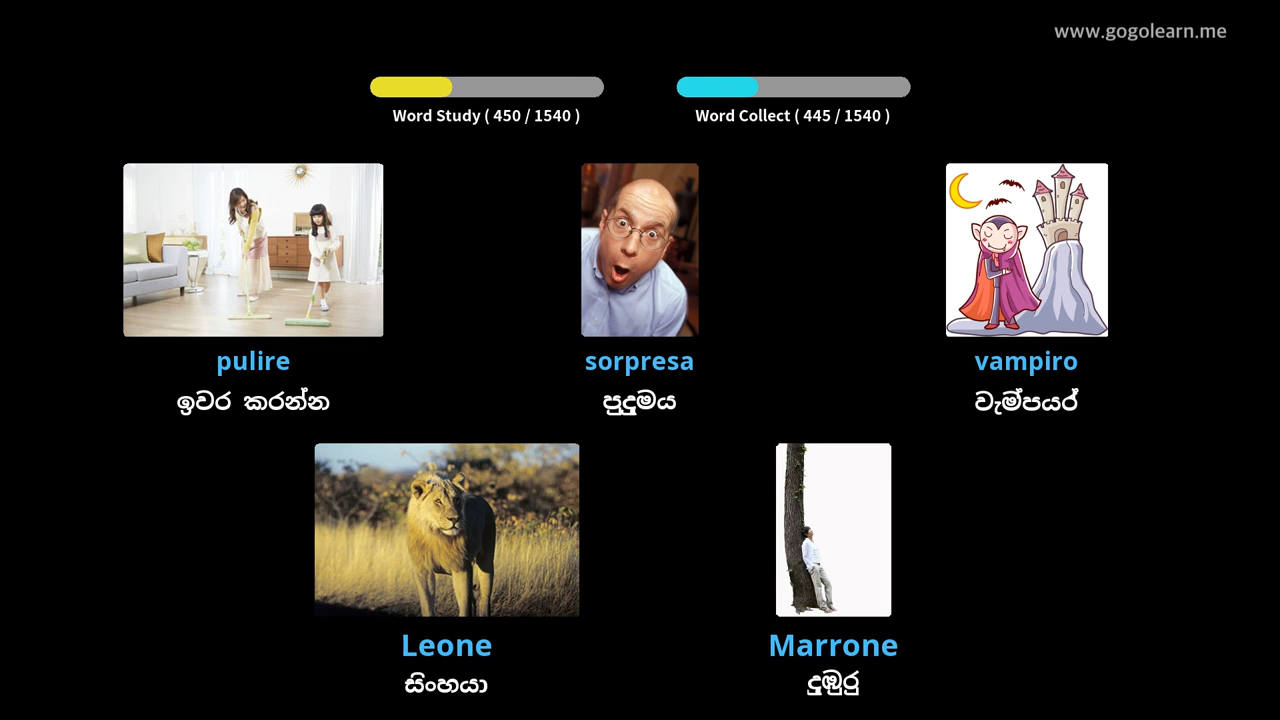 www.gogolearn.me
Word Study ( 450 / 1540 )
Word Collect ( 445 / 1540 )
pulire
ඉවර කරන්න
sorpresa
පුදුමය
vampiro
වැම්පයර්
Leone
සිංහයා
Marrone
දුඹුරු